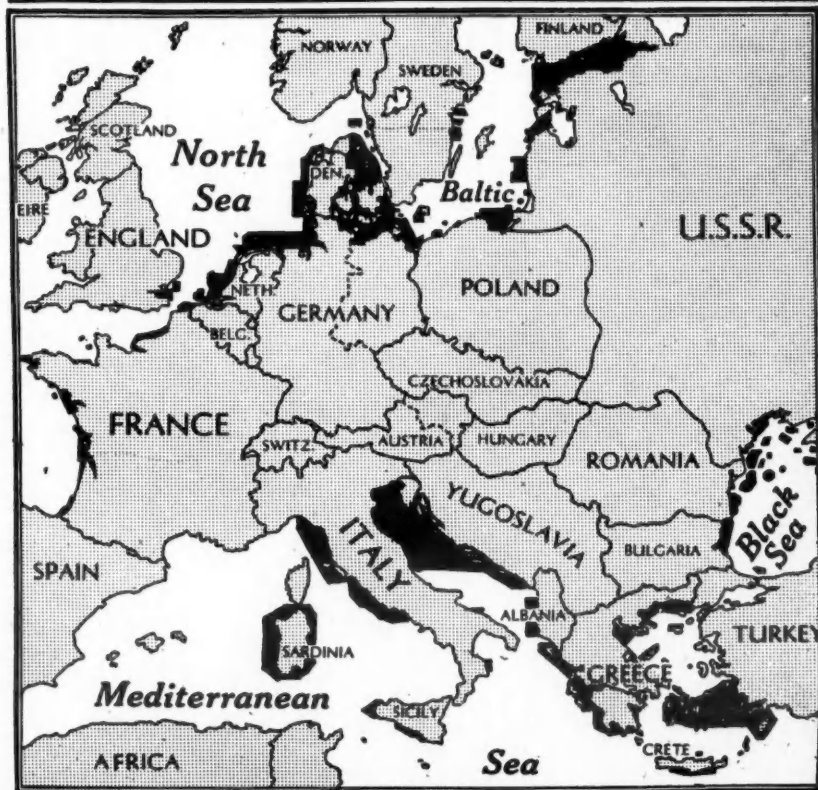 FINLAND
NORWAY
SWEDEN
SCOTLAND
North
Sea
DEN.
Baltic
EIRE
ENGLAND
U.S.S.R.
NETH.
POLAND
GERMANY
BELG.
CZECHOSLOVAKIA
FRANCE
SWITZ.
AUSTRIA
HUNGARY
ROMANIA
YUGOSLAVIA
Black
Sea
ITALY
BULGARIA
SPAIN
ALBANIA
TURKEY
SARDINIA
GREECE
Mediterranean
SICILY
CRETE
AFRICA
Sea